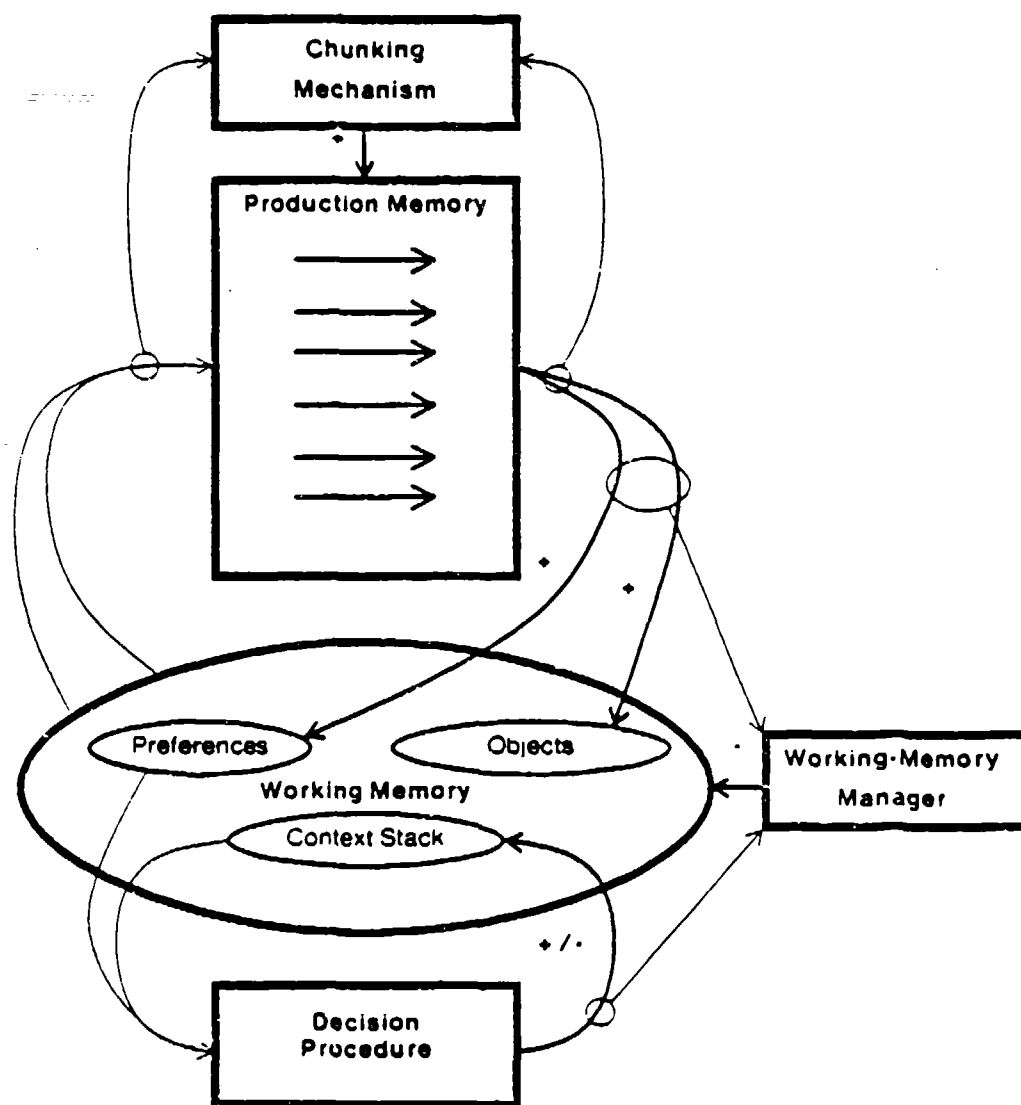 Chunking
Mechanism
+
Production Memory
+
+
Preferences
Objects
Working Memory
Context Stack
-
Working-Memory
Manager
+ / -
Decision
Procedure